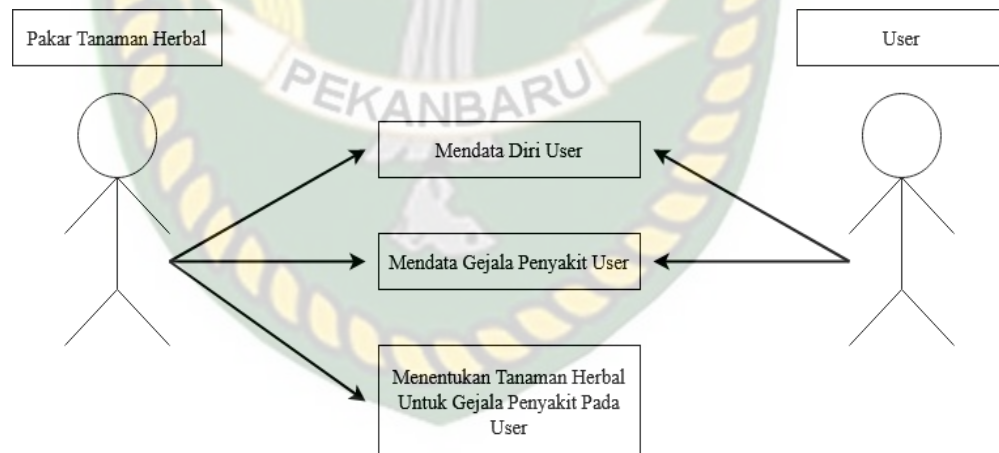 Pakar Tanaman Herbal
User
PEKANBARU
Mendata Diri User
Mendata Gejala Penyakit User
Menentukan Tanaman Herbal
Untuk Gejala Penyakit Pada
User